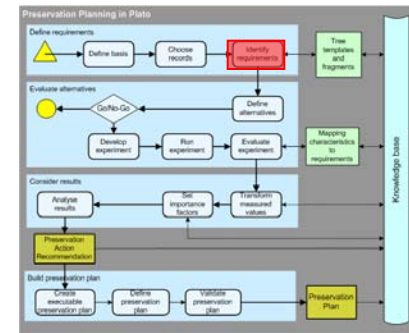 Preservation Planning in Plato
Define requirements
Define basis
Choose
records
Identify
requirements
Tree
templates
and
fragments
Evaluate alternatives
Go/No-Go
Define
alternatives
Develop
experiment
Run
experiment
Evaluate
experiment
Mapping
characteristics
to
requirements
Knowledge base
Consider results
Analyse
results
Set
importance
factors
Transform
measured
values
Preservation
Action
Recommendation
Build preservation plan
Create
executable
preservation plan
Define
preservation
plan
Validate
preservation
plan
Preservation
Plan